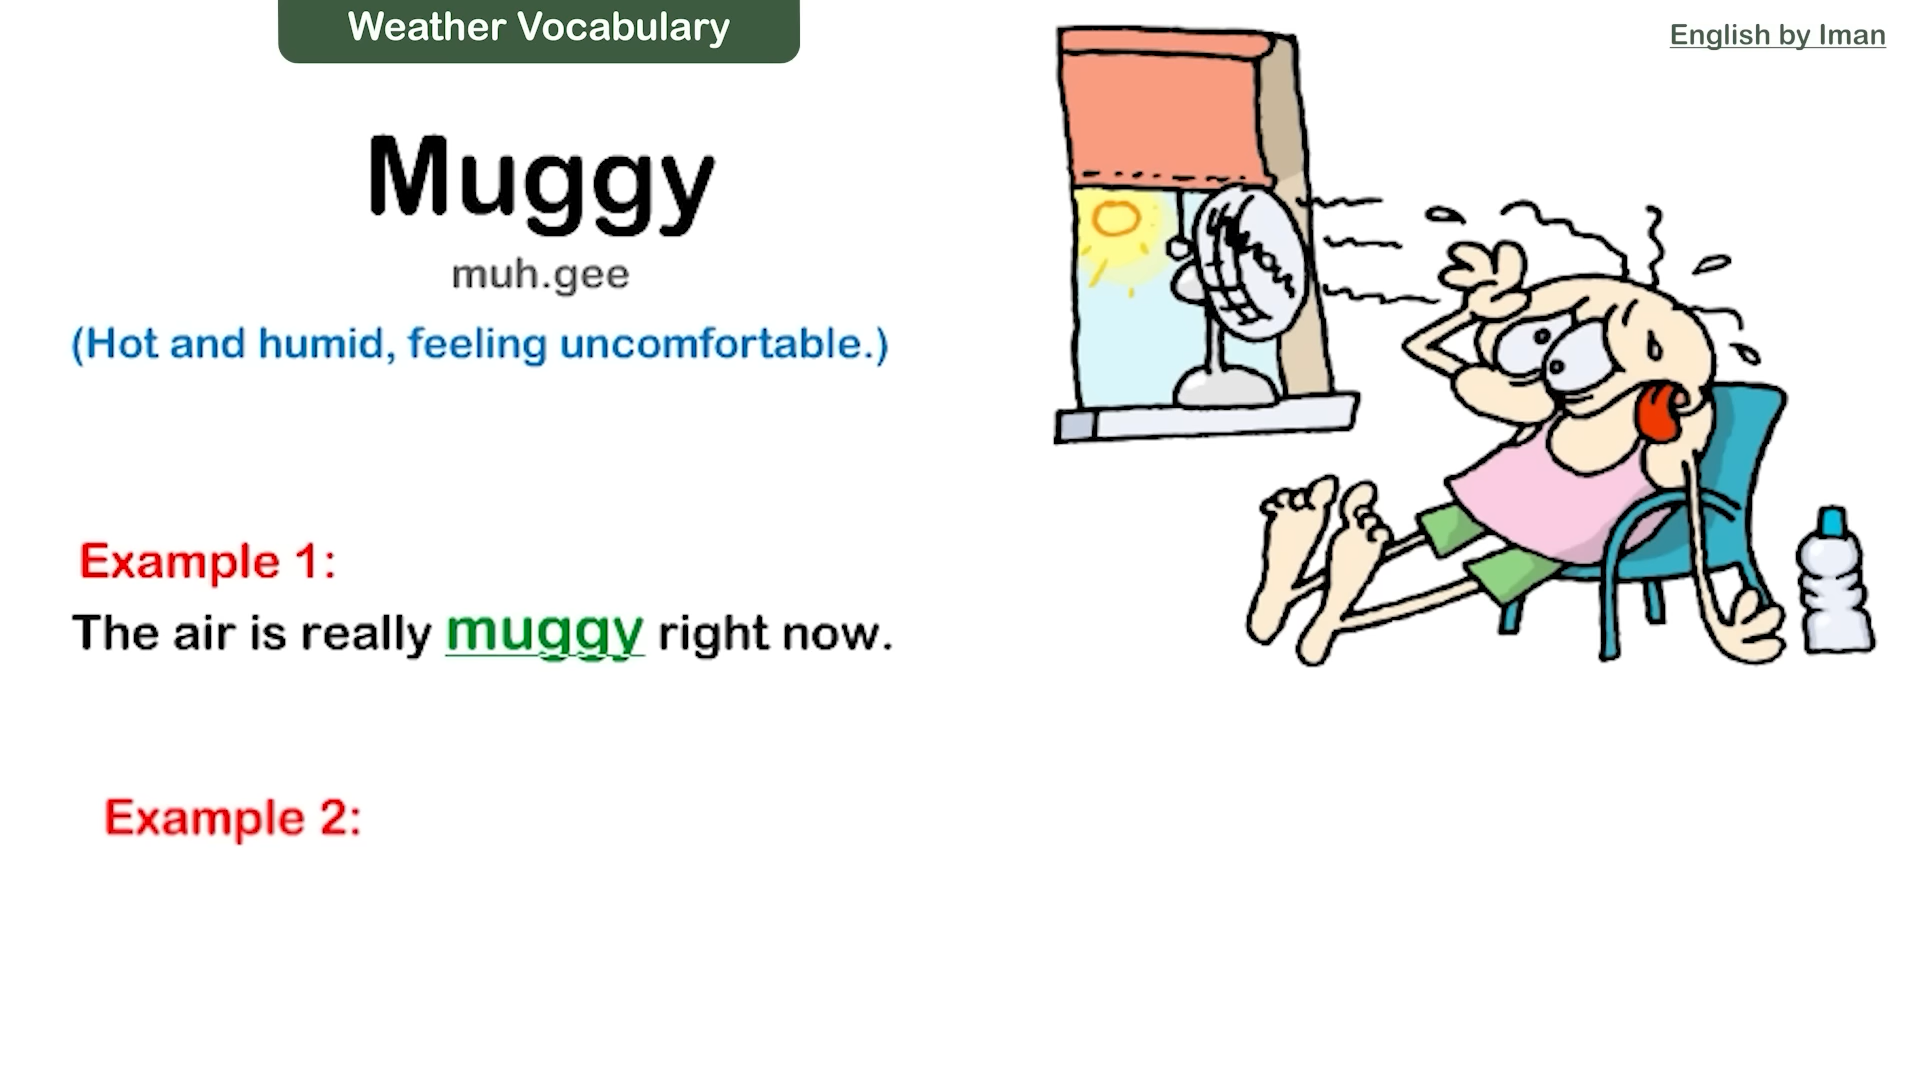 Weather Vocabulary
English by Iman
Muggy
muh.gee
(Hot and humid, feeling uncomfortable.)
Example 1:
The air is really muggy right now.
Example 2: